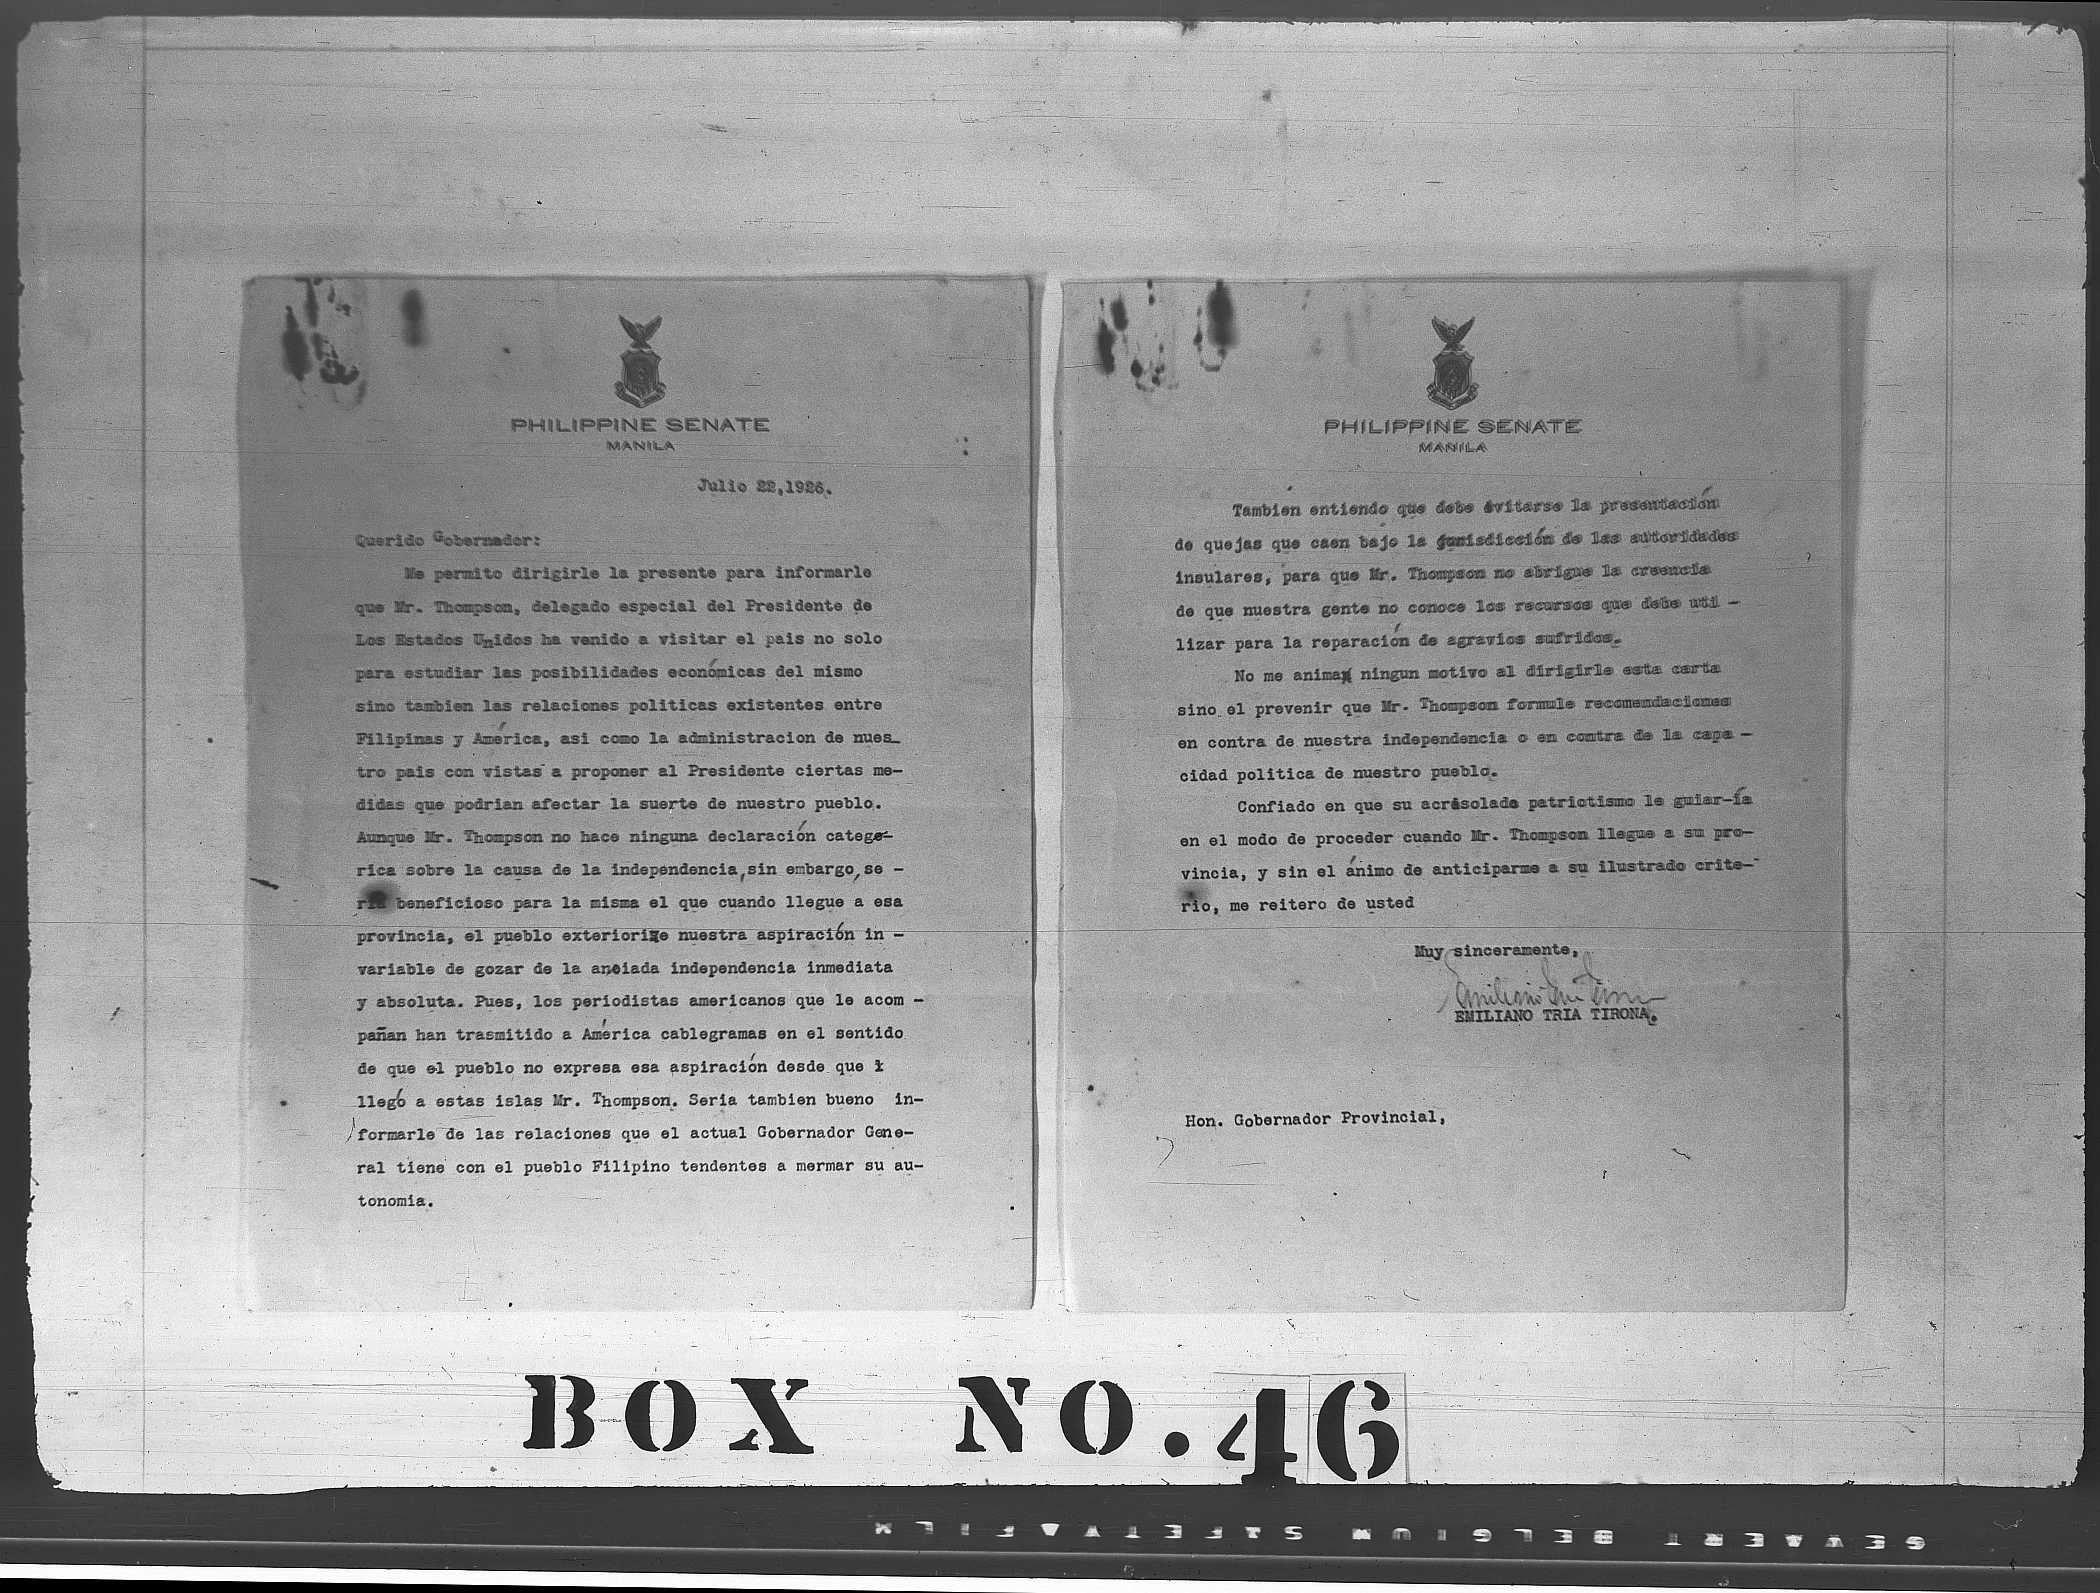 PHILIPPINE SENATE
MANILA
Julio 22,1926.
Querido Gobernador:
Me permito dirigirle la presente para informarle
que Mr. Thompson, delegado especial del Presidente de
Los Estados Unidos ha venido a visitar el pais no solo
para estudiar las posibilidades económicas del mismo
sino tambien las relaciones politicas existentes entre
Filipinas y América, asi como la administracion de nues_
tro pais con vistas a proponer al Presidente ciertas me-
didas que podrian afectar la suerte de nuestro pueblo.
Aunque Mr. Thompson no hace ninguna declaración catego-
rica sobre la causa de la independencia,sin embargo,se -
ria beneficioso para la misma el que cuando llegue a esa
provincia, el pueblo exteriorize nuestra aspiración in -
variable de gozar de la anciada independencia inmediata
y absoluta. Pues, los periodistas americanos que le acom -
pañan han trasmitido a América cablegramas en el sentido
de que el pueblo no expresa esa aspiración desde que
llegó a estas islas Mr. Thompson. Seria tambien bueno in-
formarle de las relaciones que el actual Gobernador Gene-
ral tiene con el pueblo Filipino tendentes a mermar su au-
tonomia.
PHILIPPINE SENATE
MANILA
Tambien entiendo que debe evitarse la presentación
de quejas que caen bajo la jurisdicción de las autoridades
insulares, para que Mr. Thompson no abrigue la creencia
de que nuestra gente no conoce los recursos que debe uti -
lizar para la reparación de agravios sufridos.
No me anima ningun motivo al dirigirle esta carta
sino el prevenir que Mr. Thompson formule recomendaciones
en contra de nuestra independencia o en contra de la capa -
cidad politica de nuestro pueblo.
Confiado en que su acrisolado patriotismo le guiar-ía
en el modo de proceder cuando Mr. Thompson llegue a su pro-
vincia, y sin el ánimo de anticiparme a su ilustrado crite-
rio, me reitero de usted
Muy sinceramente,
Emiliano Tria Tirona
EMILIANO TRIA TIRONA.
Hon. Gobernador Provincial,
BOX NO. 46
GEVAERT BELGIUM SAFETYAFILM